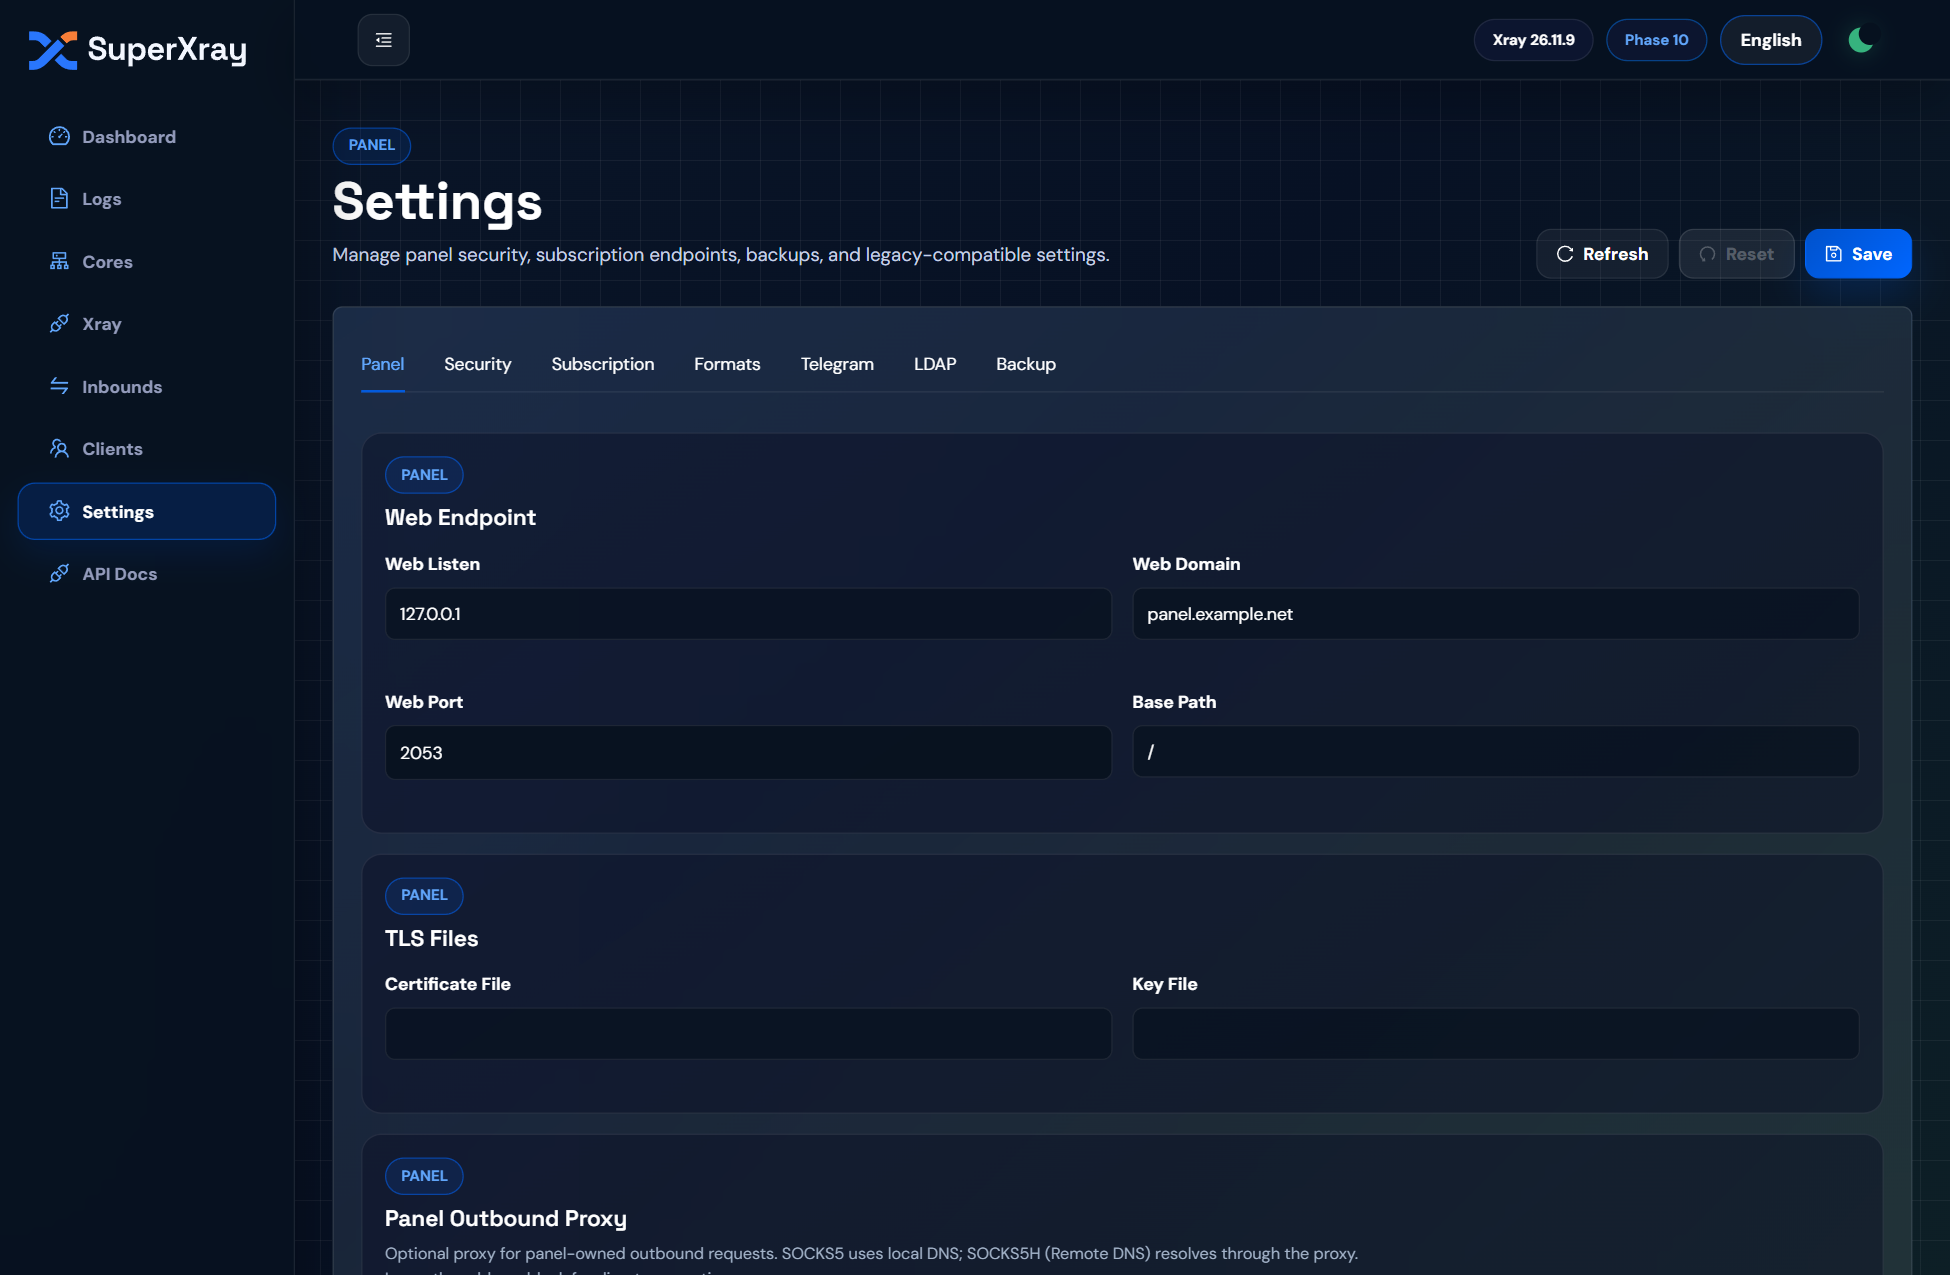 SuperXray
Xray 26.11.9
Phase 10
English
Dashboard
Logs
Cores
Xray
Inbounds
Clients
Settings
API Docs
PANEL
Settings
Manage panel security, subscription endpoints, backups, and legacy-compatible settings.
Refresh
Reset
Save
Panel
Security
Subscription
Formats
Telegram
LDAP
Backup
PANEL
Web Endpoint
Web Listen
Web Domain
127.0.0.1
panel.example.net
Web Port
Base Path
2053
/
PANEL
TLS Files
Certificate File
Key File
PANEL
Panel Outbound Proxy
Optional proxy for panel-owned outbound requests. SOCKS5 uses local DNS; SOCKS5H (Remote DNS) resolves through the proxy.